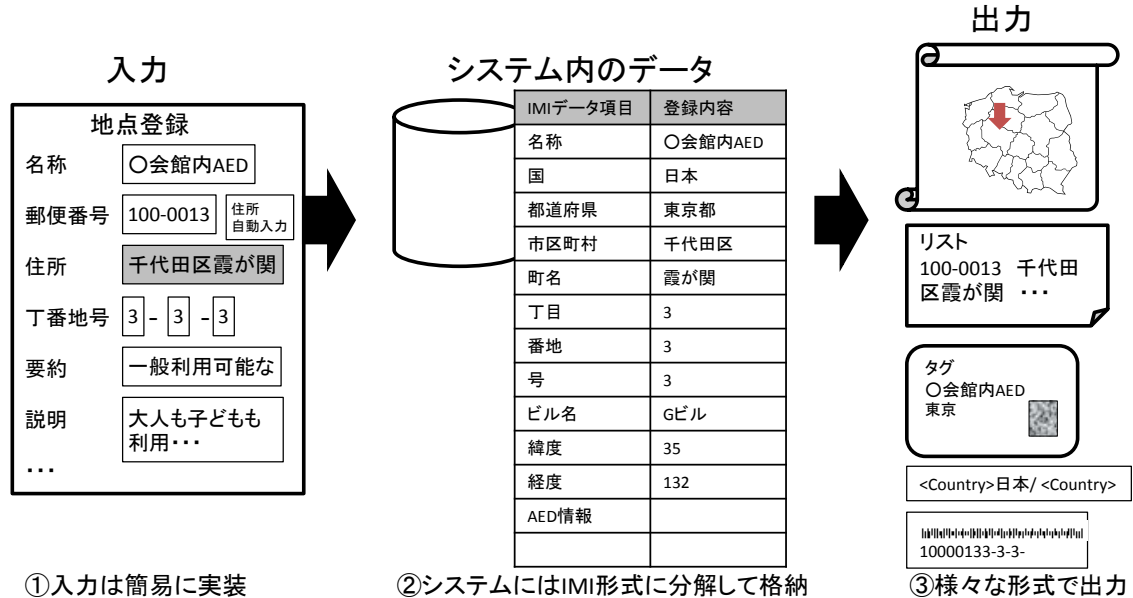 入力
地点登録
名称 〇会館内AED
郵便番号 100-0013 住所
自動入力
住所 千代田区霞が関
丁番地号 3 - 3 - 3
要約 一般利用可能な
説明 大人も子どもも
利用・・・
・・・
①入力は簡易に実装
システム内のデータ
IMIデータ項目 登録内容
名称 〇会館内AED
国 日本
都道府県 東京都
市区町村 千代田区
町名 霞が関
丁目 3
番地 3
号 3
ビル名 Gビル
緯度 35
経度 132
AED情報
②システムにはIMI形式に分解して格納
出力
リスト
100-0013 千代田
区霞が関 ・・・
タグ
〇会館内AED
東京
<Country>日本/ <Country>
10000133-3-3-
③様々な形式で出力